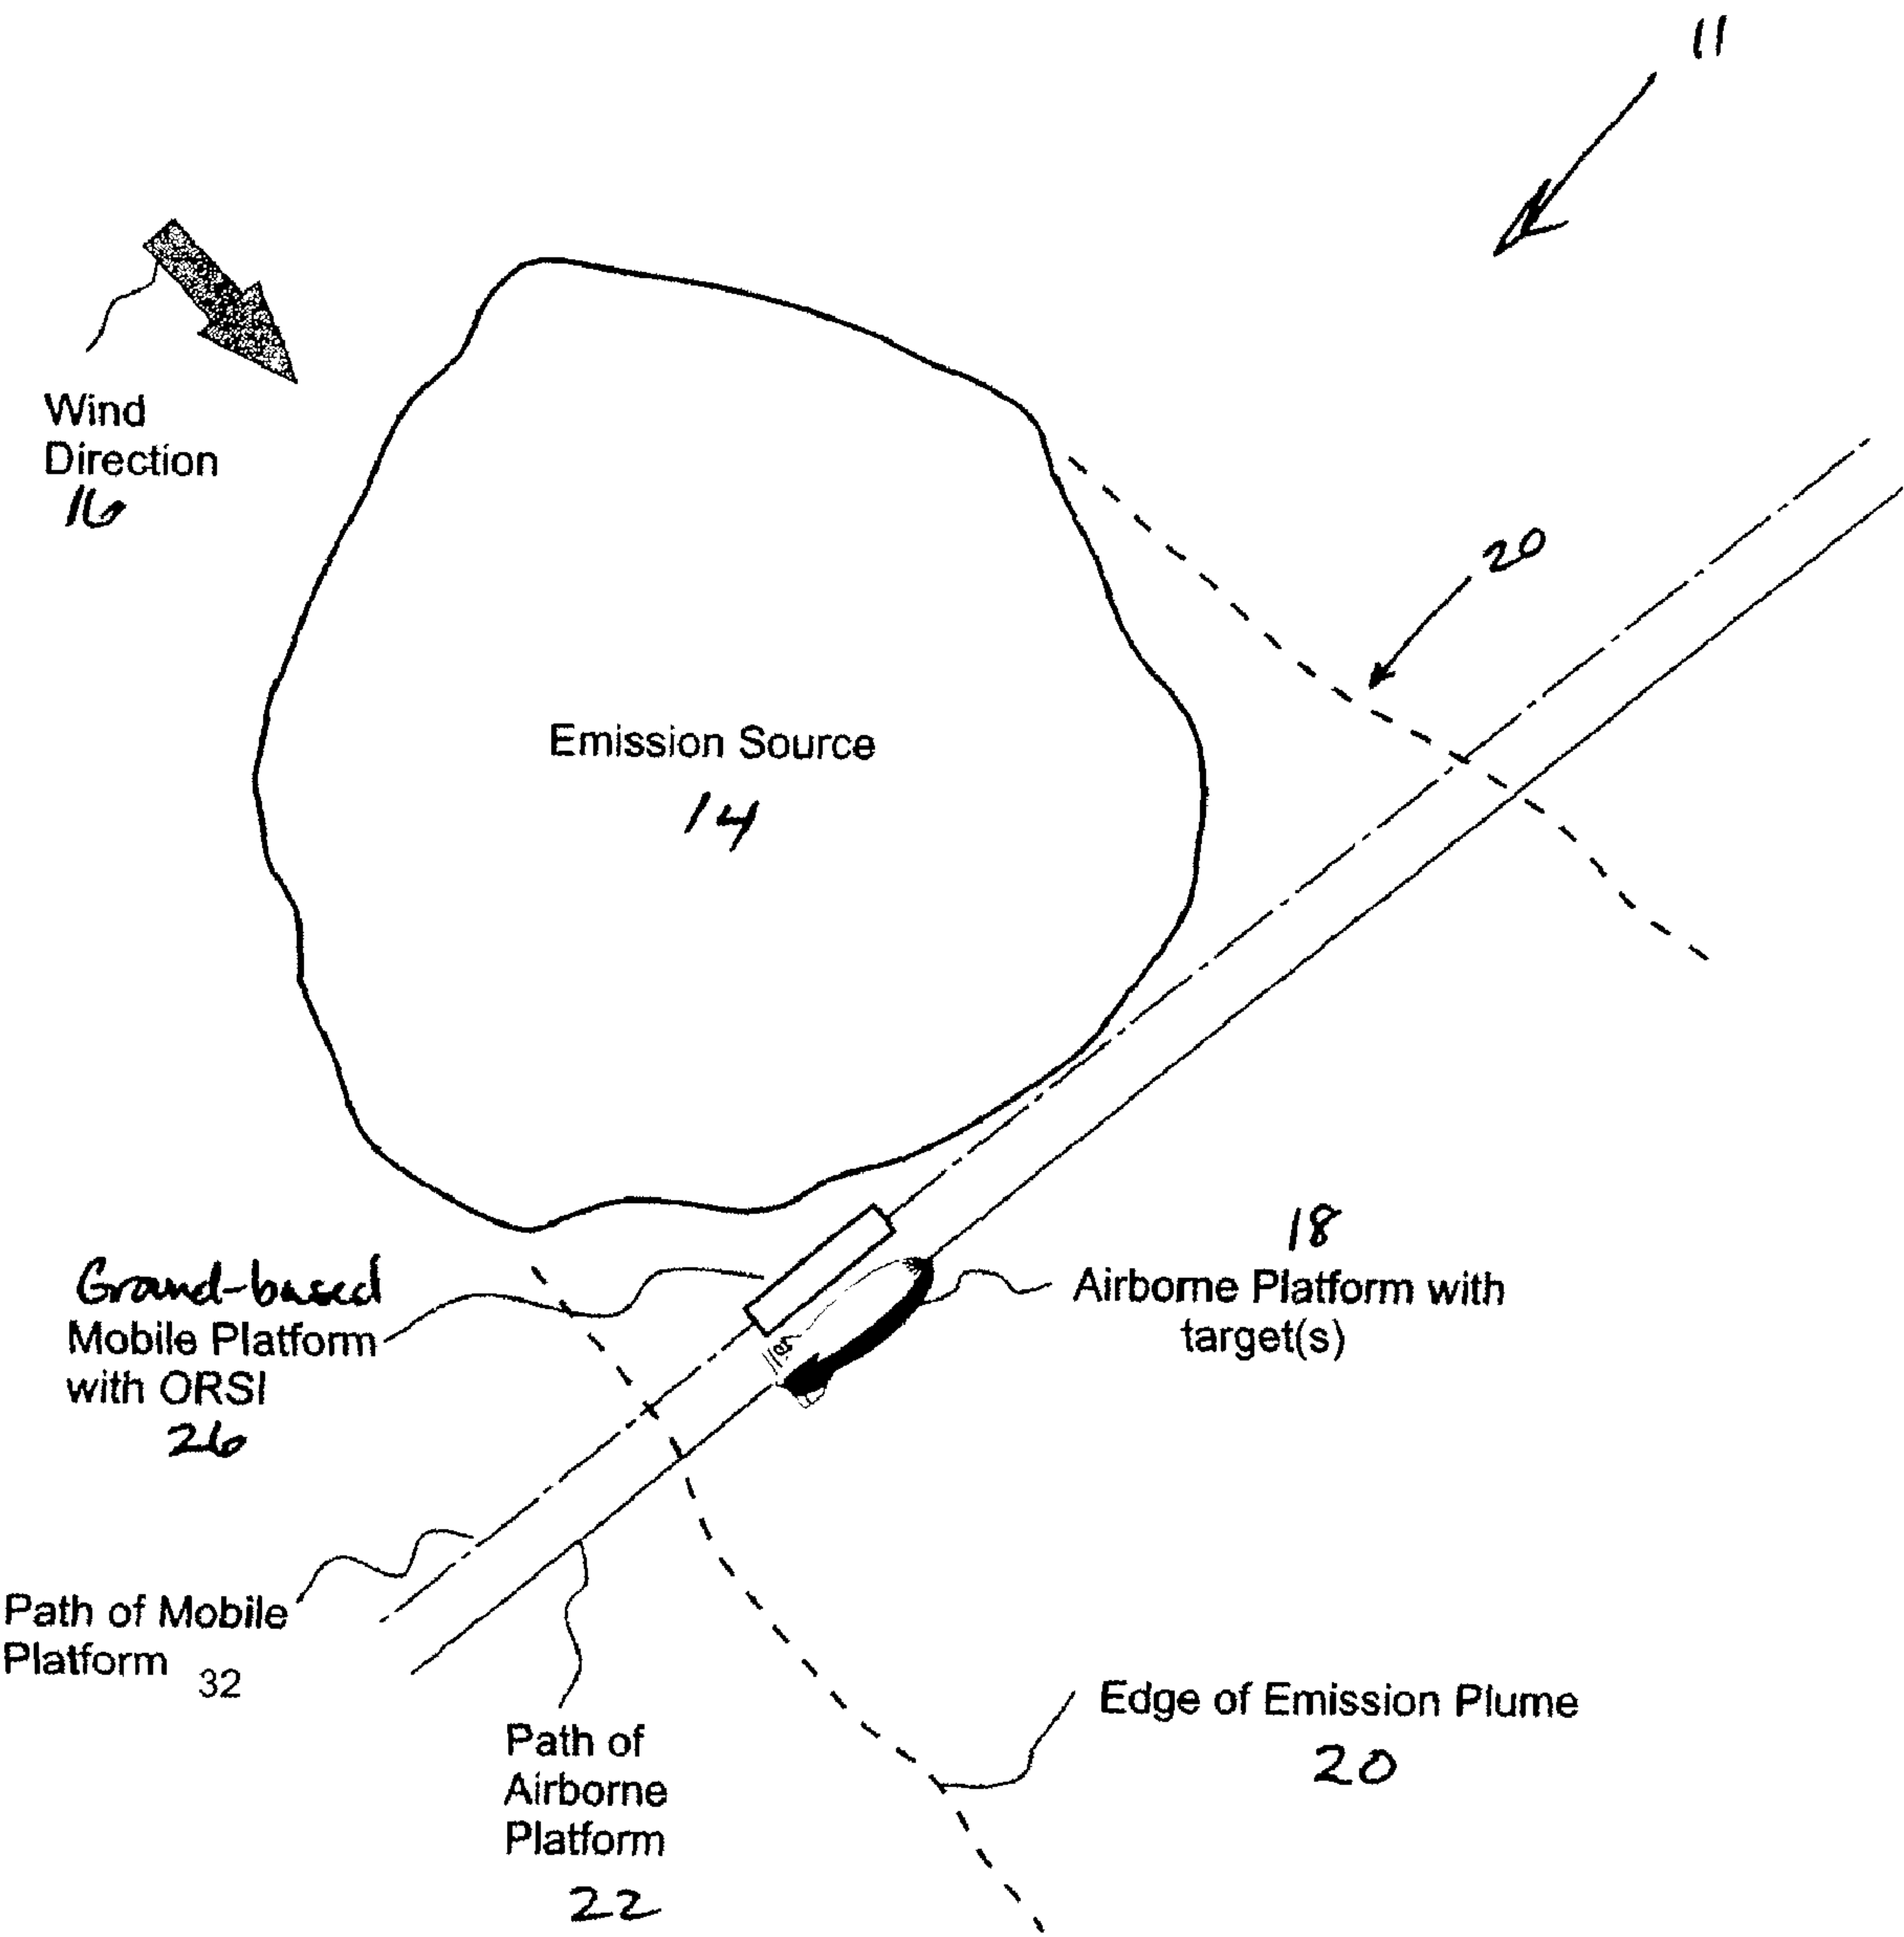 11
Wind
Direction
16
20
Emission Source
14
18
Airborne Platform with
target(s)
Ground-based
Mobile Platform
with ORSI
26
Path of Mobile
Platform 32
Path of
Airborne
Platform
22
Edge of Emission Plume
20